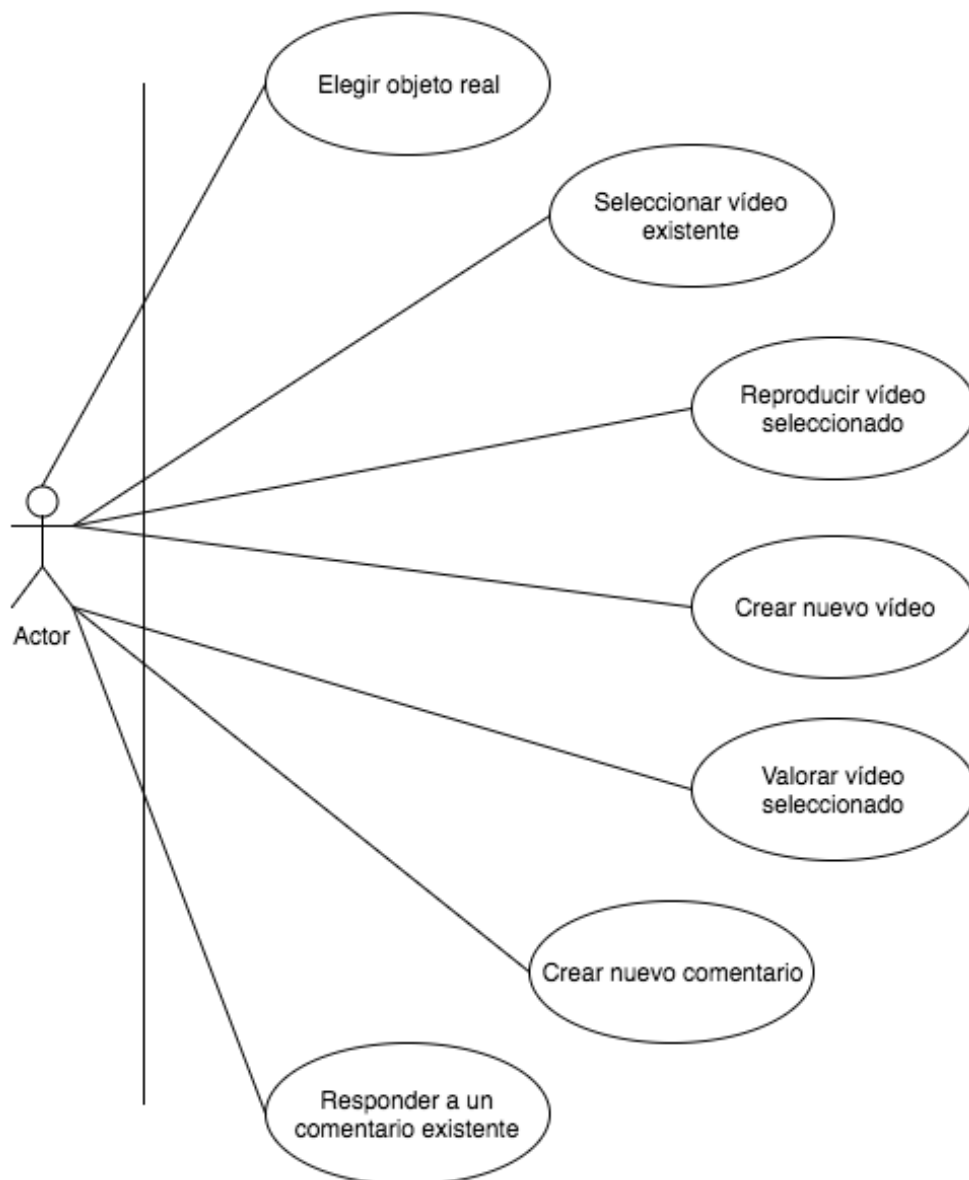 Elegir objeto real
Seleccionar vídeo
existente
Reproducir vídeo
seleccionado
Crear nuevo vídeo
Actor
Valorar vídeo
seleccionado
Crear nuevo comentario
Responder a un
comentario existente